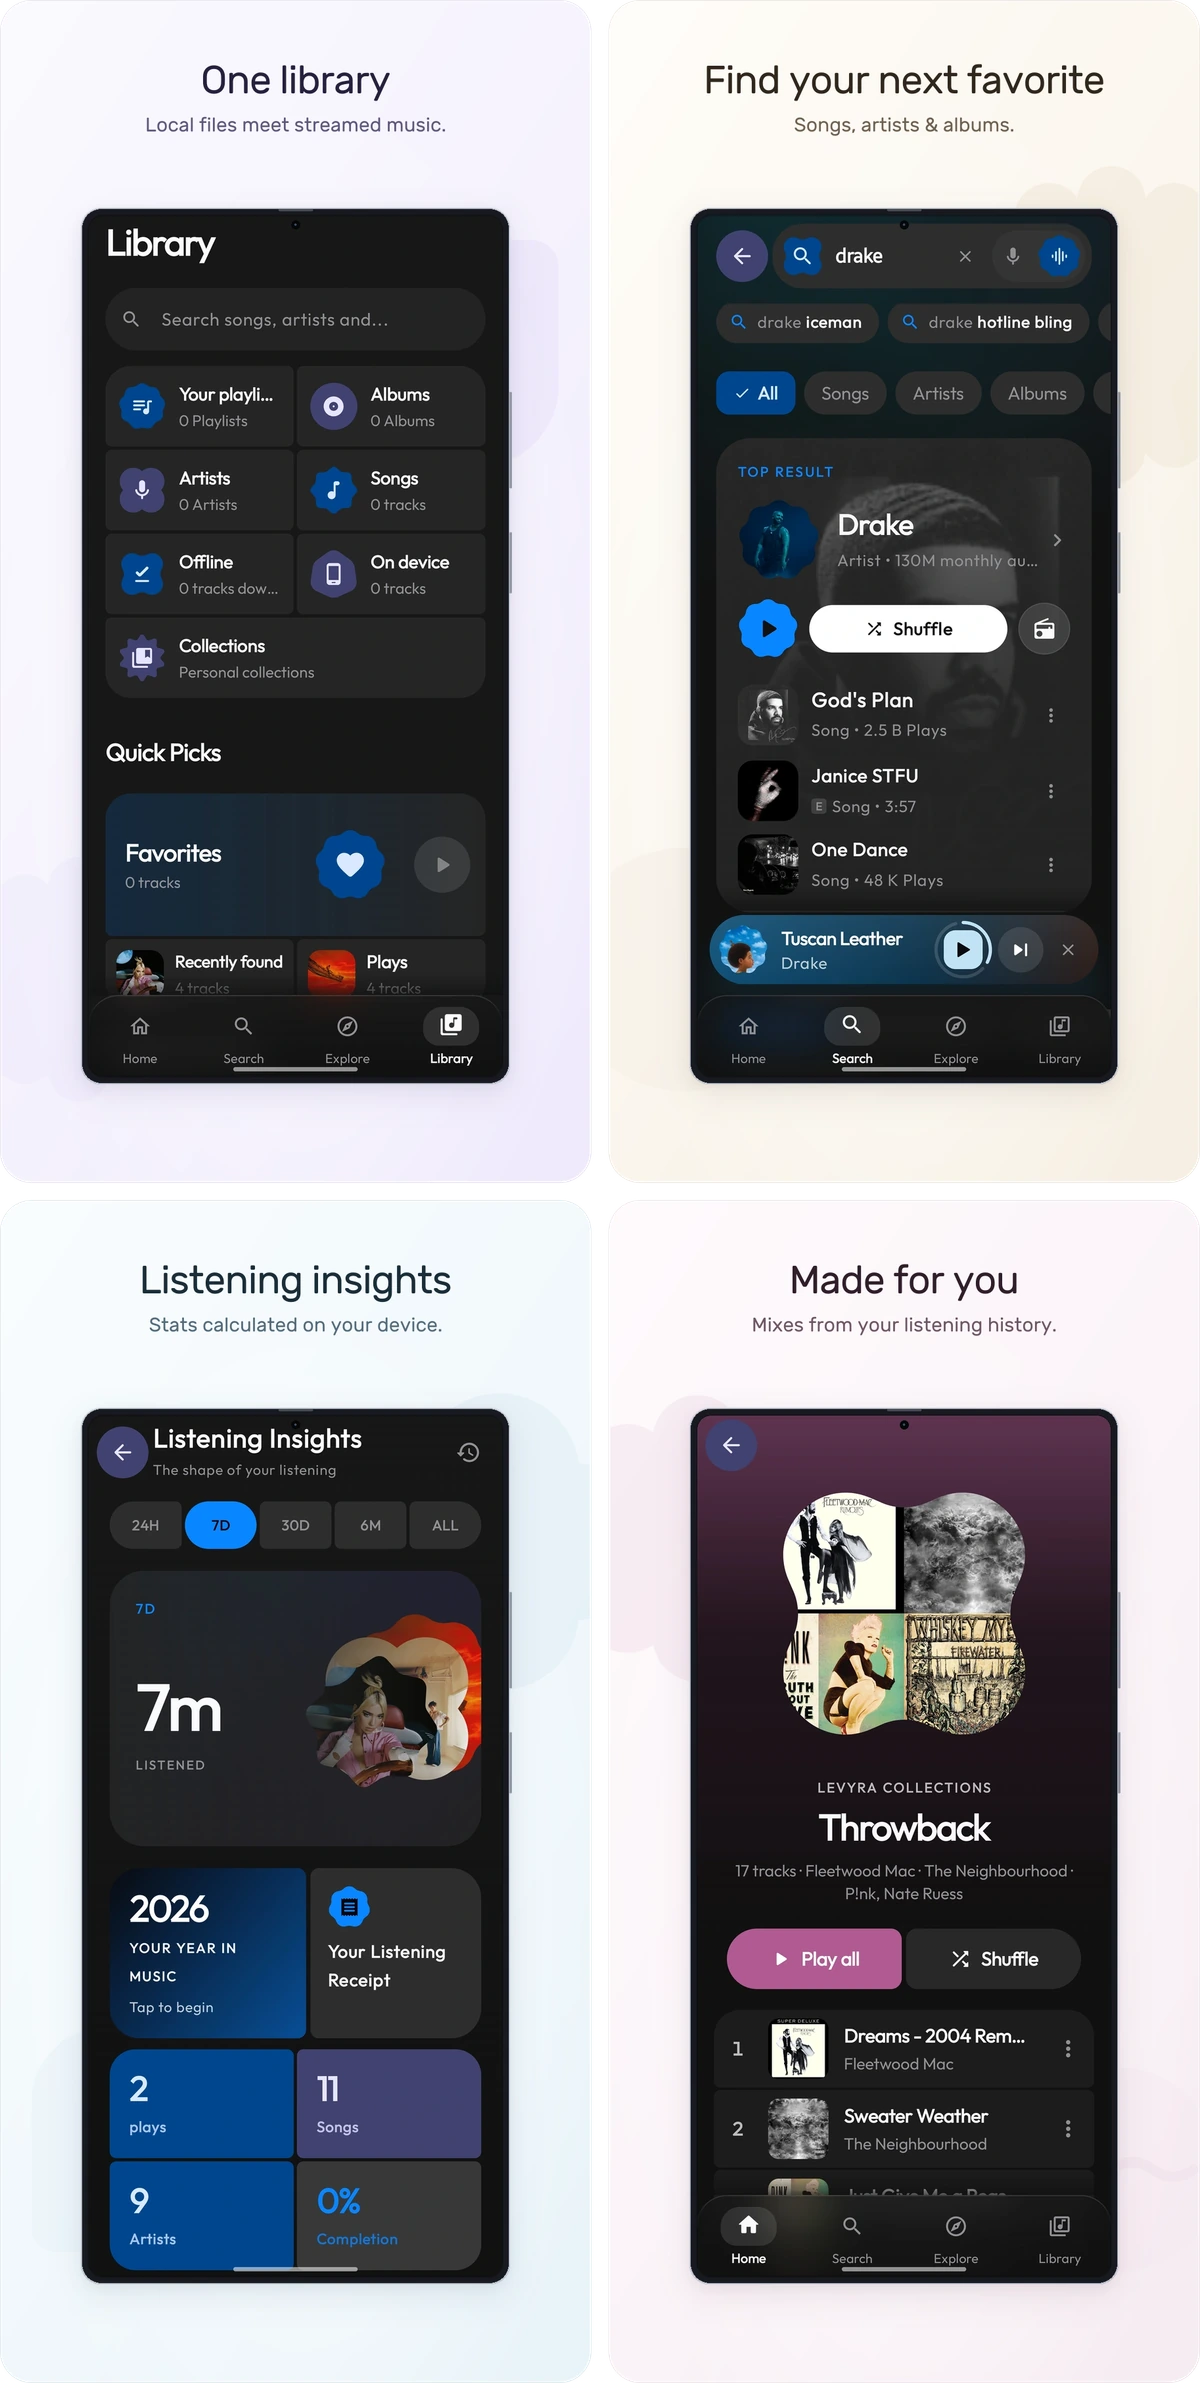 One library
Local files meet streamed music.
Library
Search songs, artists and...
Your playli...
0 Playlists
Albums
0 Albums
Artists
0 Artists
Songs
0 tracks
Offline
0 tracks dow...
On device
0 tracks
Collections
Personal collections
Quick Picks
Favorites
0 tracks
Recently found
4 tracks
Plays
4 tracks
Home
Search
Explore
Library
Find your next favorite
Songs, artists & albums.
drake
drake iceman
drake hotline bling
All
Songs
Artists
Albums
TOP RESULT
Drake
Artist • 130M monthly au...
Shuffle
God's Plan
Song • 2.5 B Plays
Janice STFU
E Song • 3:57
One Dance
Song • 48 K Plays
Tuscan Leather
Drake
Home
Search
Explore
Library
Listening insights
Stats calculated on your device.
Listening Insights
The shape of your listening
24H
7D
30D
6M
ALL
7D
7m
LISTENED
2026
YOUR YEAR IN
MUSIC
Tap to begin
Your Listening
Receipt
2
plays
11
Songs
9
Artists
0%
Completion
Made for you
Mixes from your listening history.
FLEETWOOD MAC
RUMOURS
WHISKEY MYE
FIREWATER
LEVYRA COLLECTIONS
Throwback
17 tracks · Fleetwood Mac · The Neighbourhood ·
P!nk, Nate Ruess
Play all
Shuffle
1
SUPER DELUXE
Dreams - 2004 Rem...
Fleetwood Mac
2
Sweater Weather
The Neighbourhood
Home
Search
Explore
Library